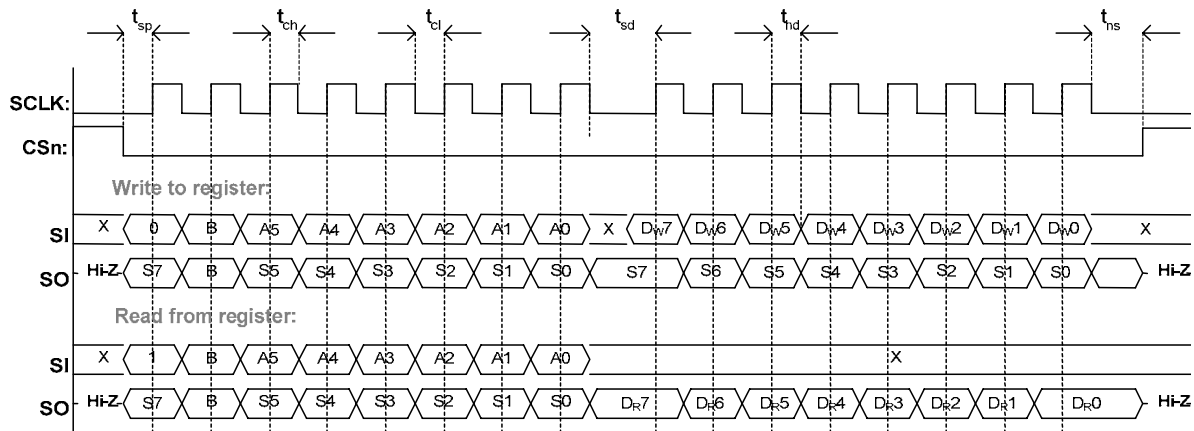 tsp tch tcl tsd thd tns
SCLK:
CSn:
Write to register:
SI X 0 B A5 A4 A3 A2 A1 A0 X DW7 DW6 DW5 DW4 DW3 DW2 DW1 DW0 X
SO Hi-Z S7 B S5 S4 S3 S2 S1 S0 S7 S6 S5 S4 S3 S2 S1 S0 Hi-Z
Read from register:
SI X 1 B A5 A4 A3 A2 A1 A0 X
SO Hi-Z S7 B S5 S4 S3 S2 S1 S0 DR7 DR6 DR5 DR4 DR3 DR2 DR1 DR0 Hi-Z